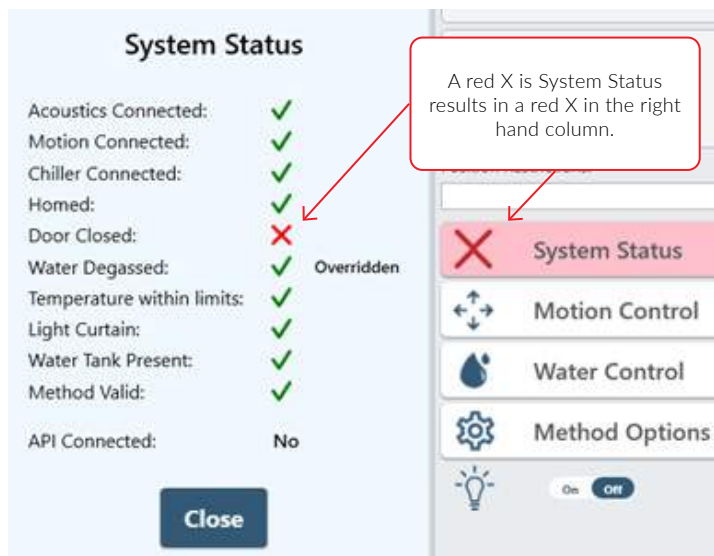 System Status
Acoustics Connected:
Motion Connected:
Chiller Connected:
Homed:
Door Closed:
Water Degassed: Overridden
Temperature within limits:
Light Curtain:
Water Tank Present:
Method Valid:
API Connected: No
Close
A red X is System Status
results in a red X in the right
hand column.
System Status
Motion Control
Water Control
Method Options
On Off